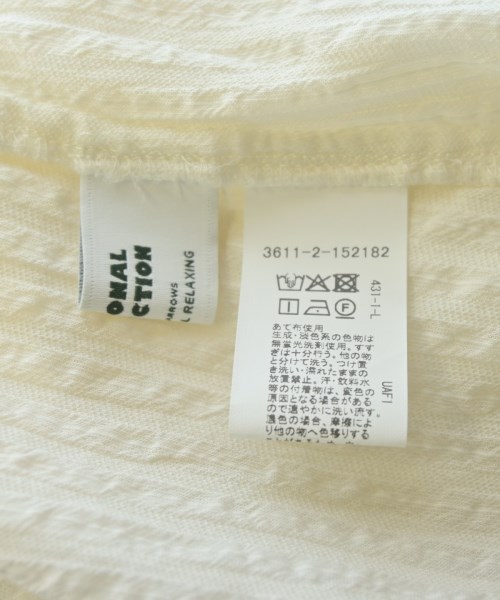 ONAL
CTION
ARROWS
L RELAXING
3611-2-152182
431-I-L
UAF1
あて布使用
生成・淡色系の色物は
無蛍光洗剤使用。すす
ぎは十分行う。他の物
と分けて洗う。つけ置
き洗い・濡れたままの
放置禁止。汗・飲料水
等の付着物は、変色の
原因となる場合がある
ので速やかに洗い流す。
濃色の場合、摩擦によ
り他の物へ色移りする